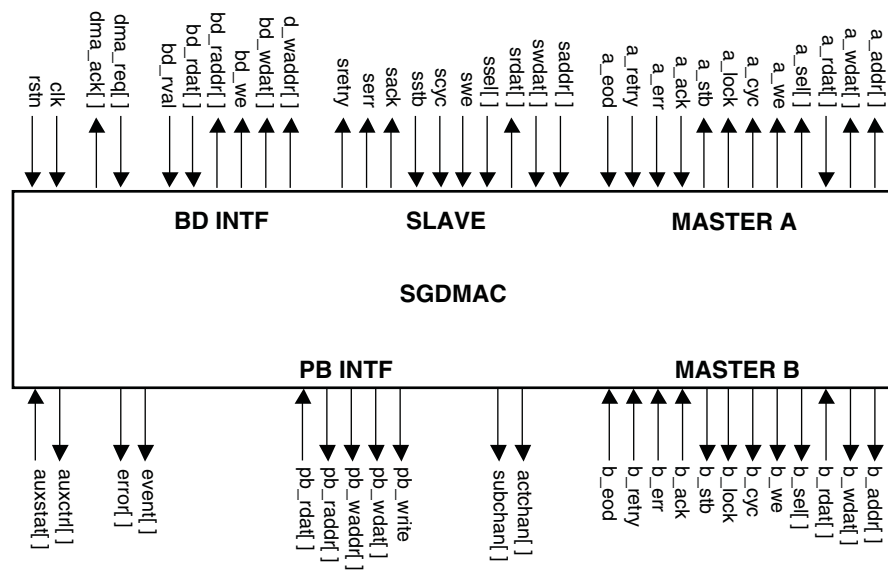 rstn
clk
dma_ack[ ]
dma_req[ ]
bd_rval
bd_rdat[ ]
bd_raddr[ ]
bd_we
bd_wdat[ ]
d_waddr[ ]
sretry
serr
sack
sstb
scyc
swe
ssel[ ]
srdat[ ]
swdat[ ]
saddr[ ]
a_eod
a_retry
a_err
a_ack
a_stb
a_lock
a_cyc
a_we
a_sel[ ]
a_rdat[ ]
a_wdat[ ]
a_addr[ ]
BD INTF
SLAVE
MASTER A
SGDMAC
PB INTF
MASTER B
auxstat[ ]
auxctrl[ ]
error[ ]
event[ ]
pb_rdat[ ]
pb_raddr[ ]
pb_waddr[ ]
pb_wdat[ ]
pb_write
subchan[ ]
actchan[ ]
b_eod
b_retry
b_err
b_ack
b_stb
b_lock
b_cyc
b_we
b_sel[ ]
b_rdat[ ]
b_wdat[ ]
b_addr[ ]